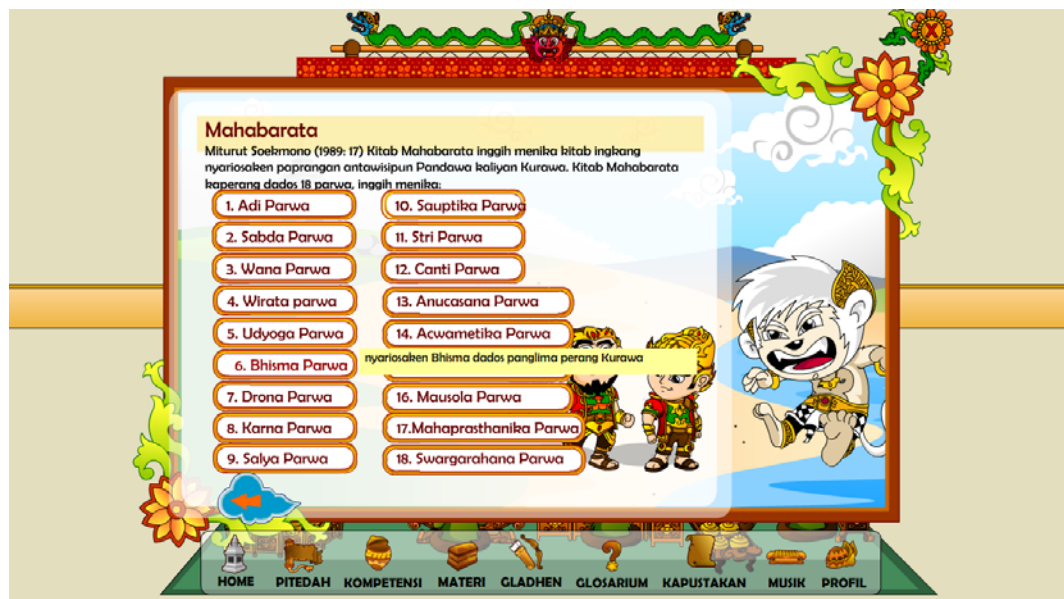 X
Mahabarata
Miturut Soekmono (1989: 17) Kitab Mahabarata inggih menika kitab ingkang
nyariosaken paprangan antawisipun Pandawa kaliyan Kurawa. Kitab Mahabarata
kaperang dados 18 parwa, inggih menika:
1. Adi Parwa
2. Sabda Parwa
3. Wana Parwa
4. Wirata parwa
5. Udyoga Parwa
6. Bhisma Parwa
nyariosaken Bhisma dados panglima perang Kurawa
7. Drona Parwa
8. Karna Parwa
9. Salya Parwa
10. Sauptika Parwa
11. Stri Parwa
12. Canti Parwa
13. Anucasana Parwa
14. Acwametika Parwa
16. Mausola Parwa
17.Mahaprasthanika Parwa
18. Swargarahana Parwa
HOME
PITEDAH
KOMPETENSI
MATERI
GLADHEN
GLOSARIUM
KAPUSTAKAN
MUSIK
PROFIL